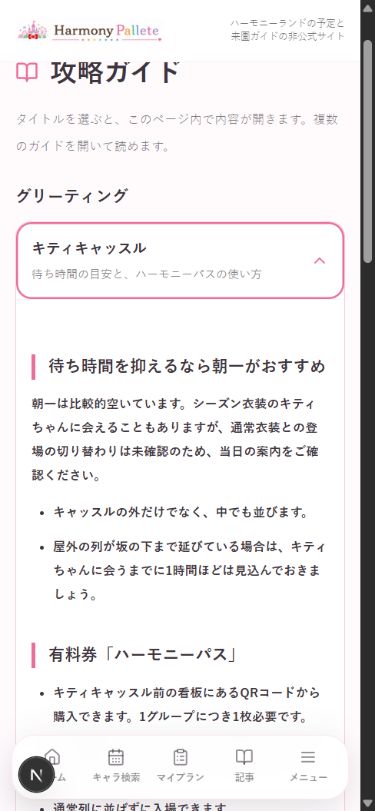 Harmony Pallete
ハーモニーランドの予定と
来園ガイドの非公式サイト
攻略ガイド
タイトルを選ぶと、このページ内で内容が開きます。複数
のガイドを開いて読めます。
グリーティング
キティキャッスル
待ち時間の目安と、ハーモニーパスの使い方
待ち時間を抑えるなら朝一がおすすめ
朝一は比較的空いています。シーズン衣装のキティ
ちゃんに会えることもありますが、通常衣装との登
場の切り替わりは未確認のため、当日の案内をご確
認ください。
• キャッスルの外だけでなく、中でも並びます。
• 屋外の列が坂の下まで延びている場合は、キティ
ちゃんに会うまでに1時間ほどは見込んでおきま
しょう。
有料券「ハーモニーパス」
• キティキャッスル前の看板にあるQRコードから
購入できます。1グループにつき1枚必要です。
N
ーム
キャラ検索
マイプラン
記事
メニュー
• 通常列に並ばずに入場できます